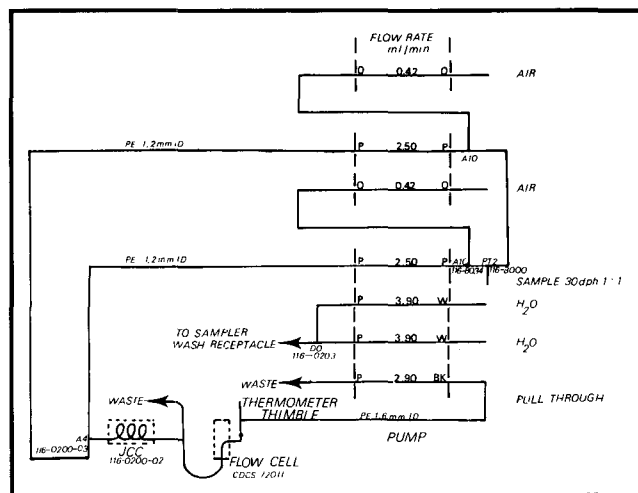 FLOW RATE
ml/min
O 0.42 O AIR
P 2.50 P
A10
PE 1.2mm ID
O 0.42 O AIR
PE 1.2mm ID
P 2.50 P A10 PT2
116-8034 116-8000
SAMPLE 30dph 1:1
P 3.90 W H2O
TO SAMPLER
WASH RECEPTACLE
DO
116-0203
P 3.90 W H2O
WASTE P 2.90 BK
PULL THROUGH
WASTE
THERMOMETER
THIMBLE
PE 1.6mm ID
PUMP
A4
116-0200-03
JCC
116-0200-02
FLOW CELL
CDCS 12011